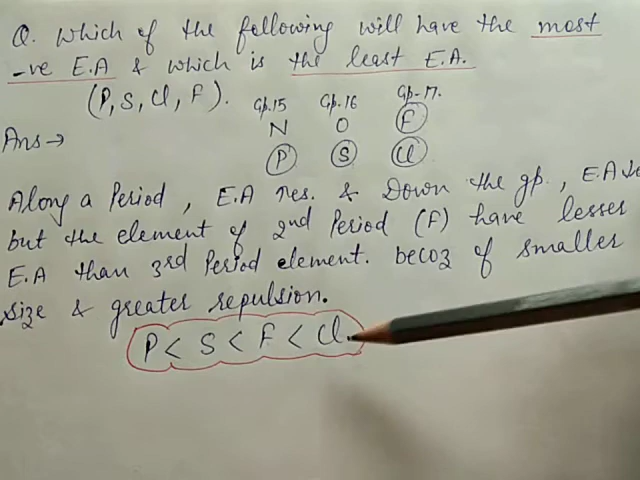 Q. Which of the following will have the most
-ve E.A & which is the least E.A.
(P, S, Cl, F).
Gp.15 Gp.16 Gp-17.
Ans → N O F
P S Cl
Along a Period, E.A res. & Down the gp, E.A
but the element of 2nd Period (F) have lesser
E.A than 3rd Period element. becoz of smaller
size & greater repulsion.
P < S < F < Cl.